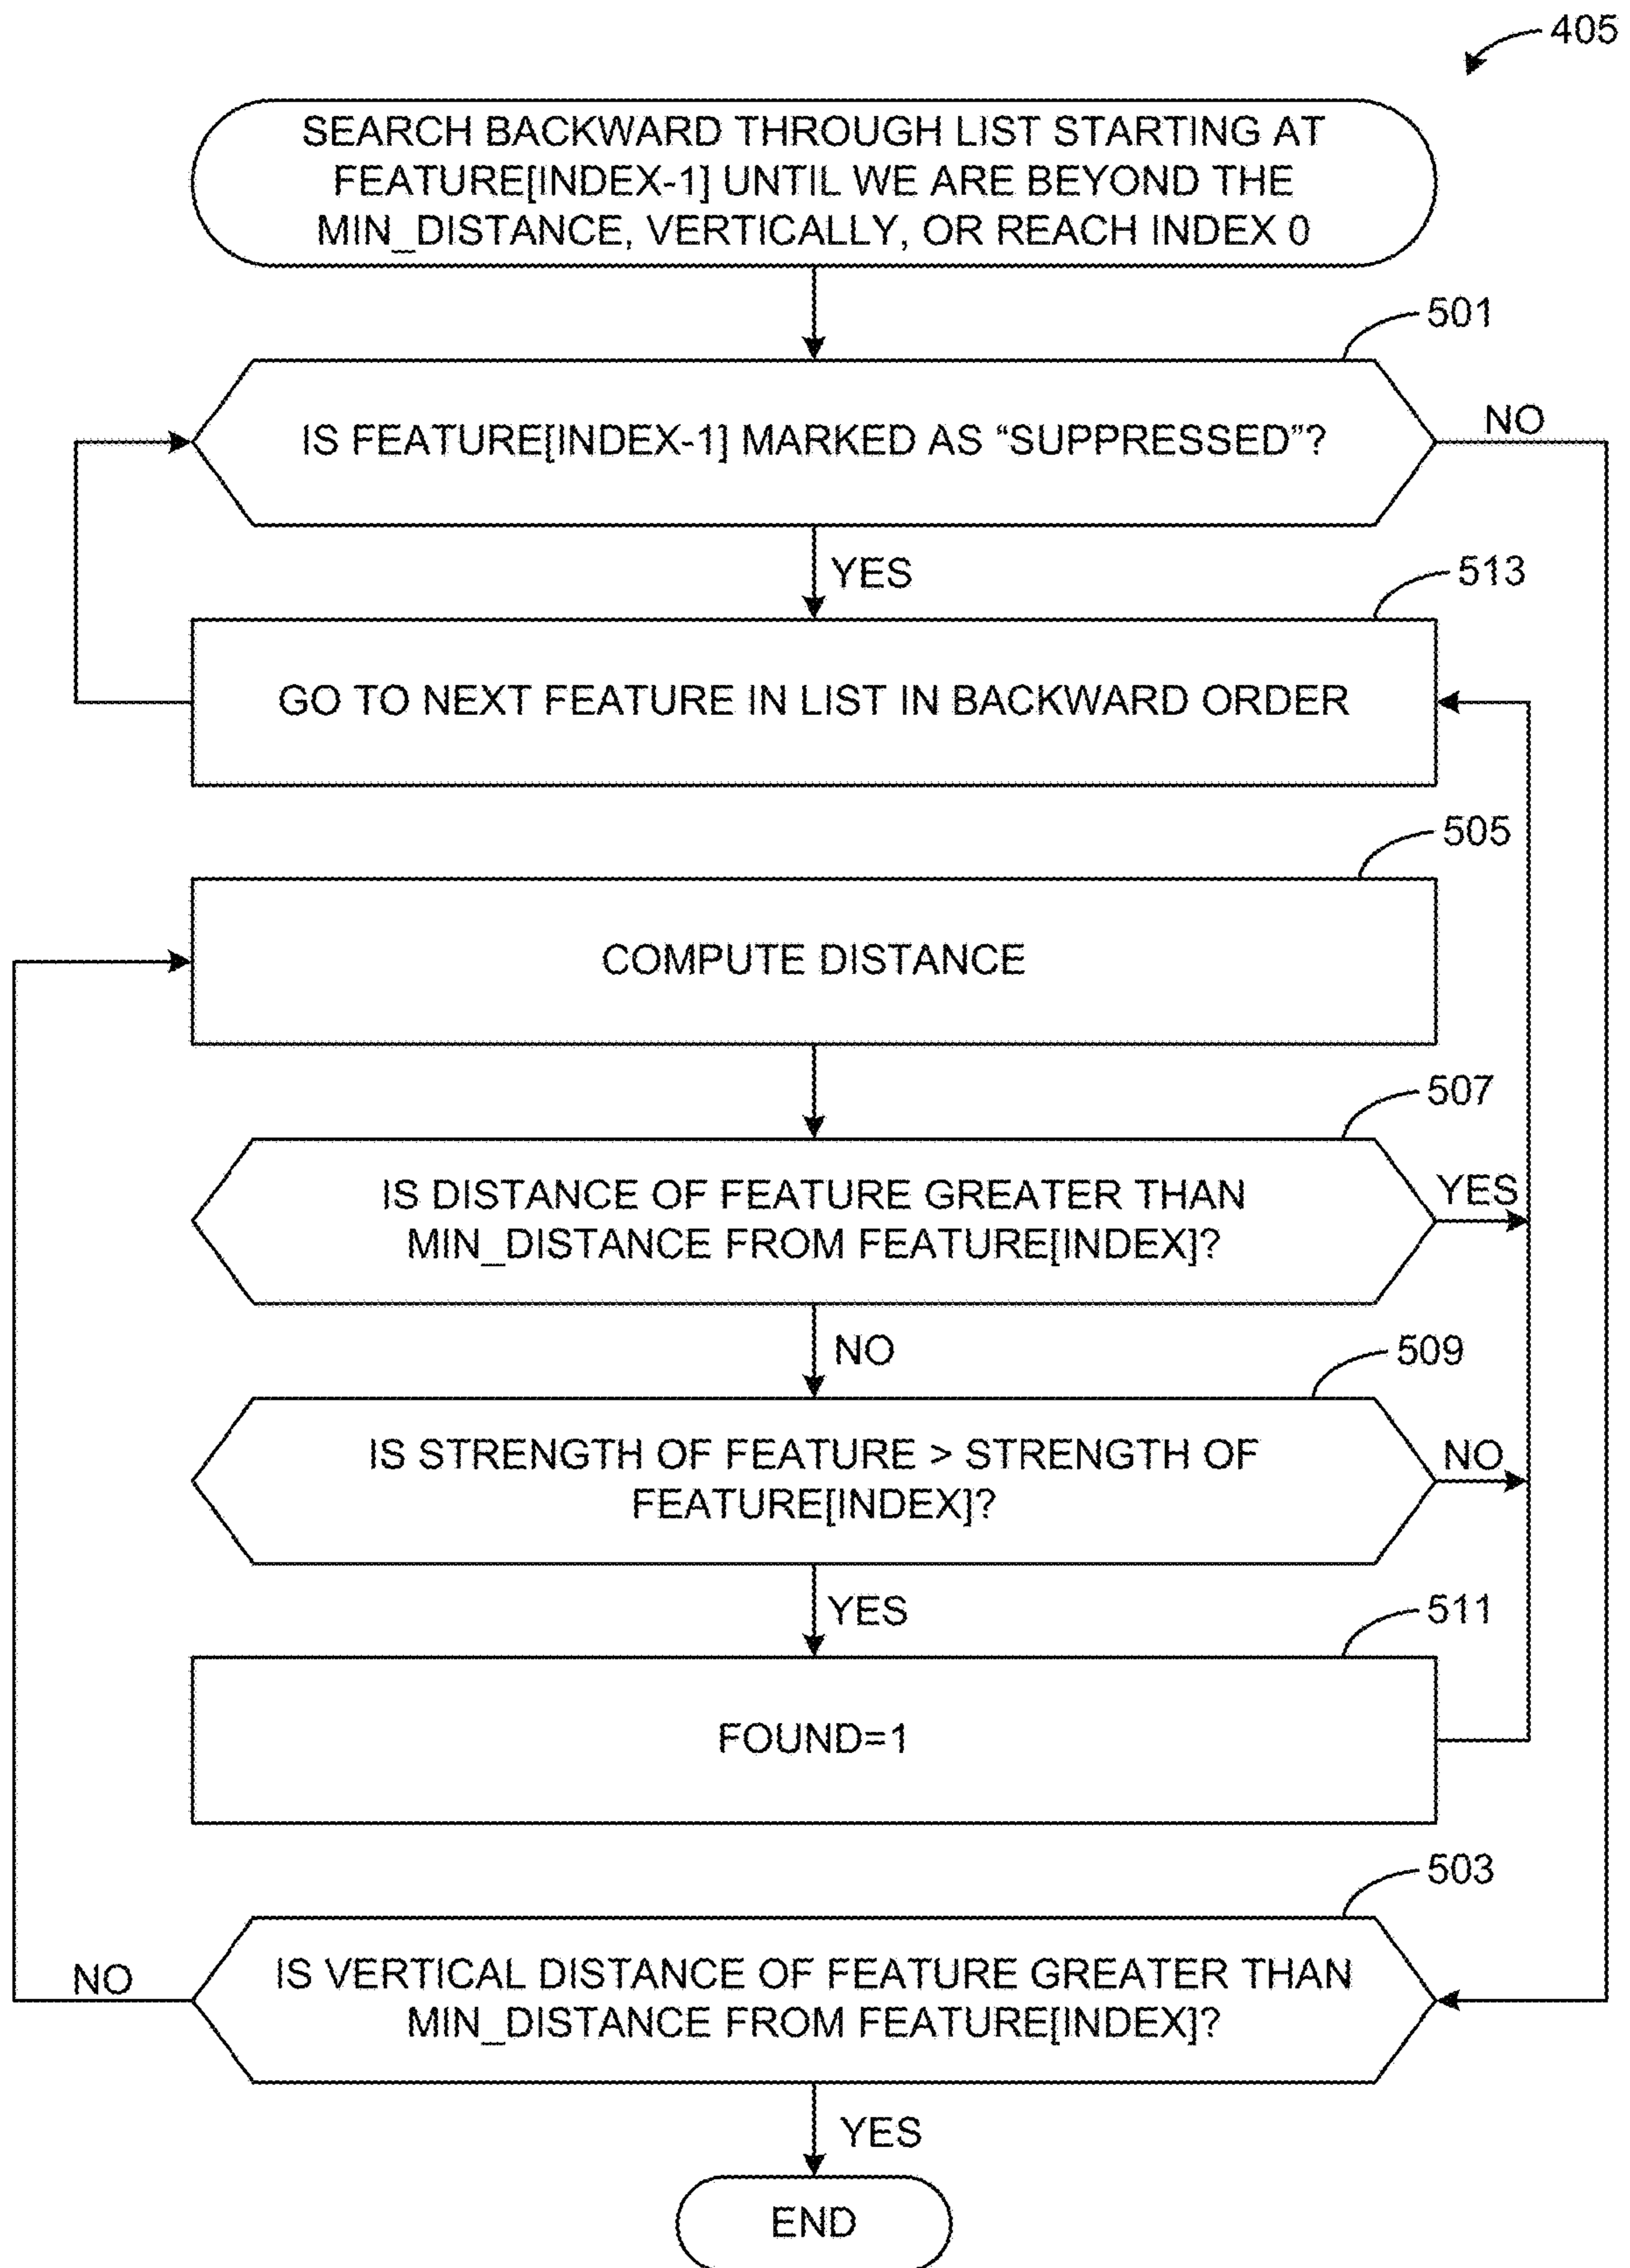 405
SEARCH BACKWARD THROUGH LIST STARTING AT
FEATURE[INDEX-1] UNTIL WE ARE BEYOND THE
MIN_DISTANCE, VERTICALLY, OR REACH INDEX 0
501
IS FEATURE[INDEX-1] MARKED AS “SUPPRESSED”?
NO
YES
513
GO TO NEXT FEATURE IN LIST IN BACKWARD ORDER
505
COMPUTE DISTANCE
507
IS DISTANCE OF FEATURE GREATER THAN
MIN_DISTANCE FROM FEATURE[INDEX]?
YES
NO
509
IS STRENGTH OF FEATURE > STRENGTH OF
FEATURE[INDEX]?
NO
YES
511
FOUND=1
503
NO
IS VERTICAL DISTANCE OF FEATURE GREATER THAN
MIN_DISTANCE FROM FEATURE[INDEX]?
YES
END